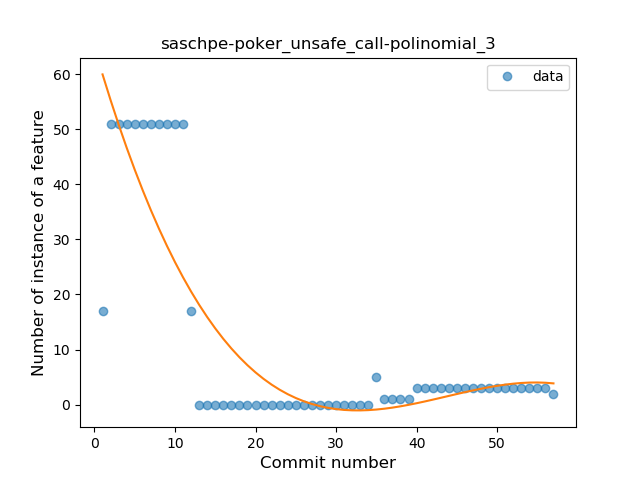 saschpe-poker_unsafe_call-polinomial_3
data
Number of instance of a feature
60
50
40
30
20
10
0
0 10 20 30 40 50
Commit number